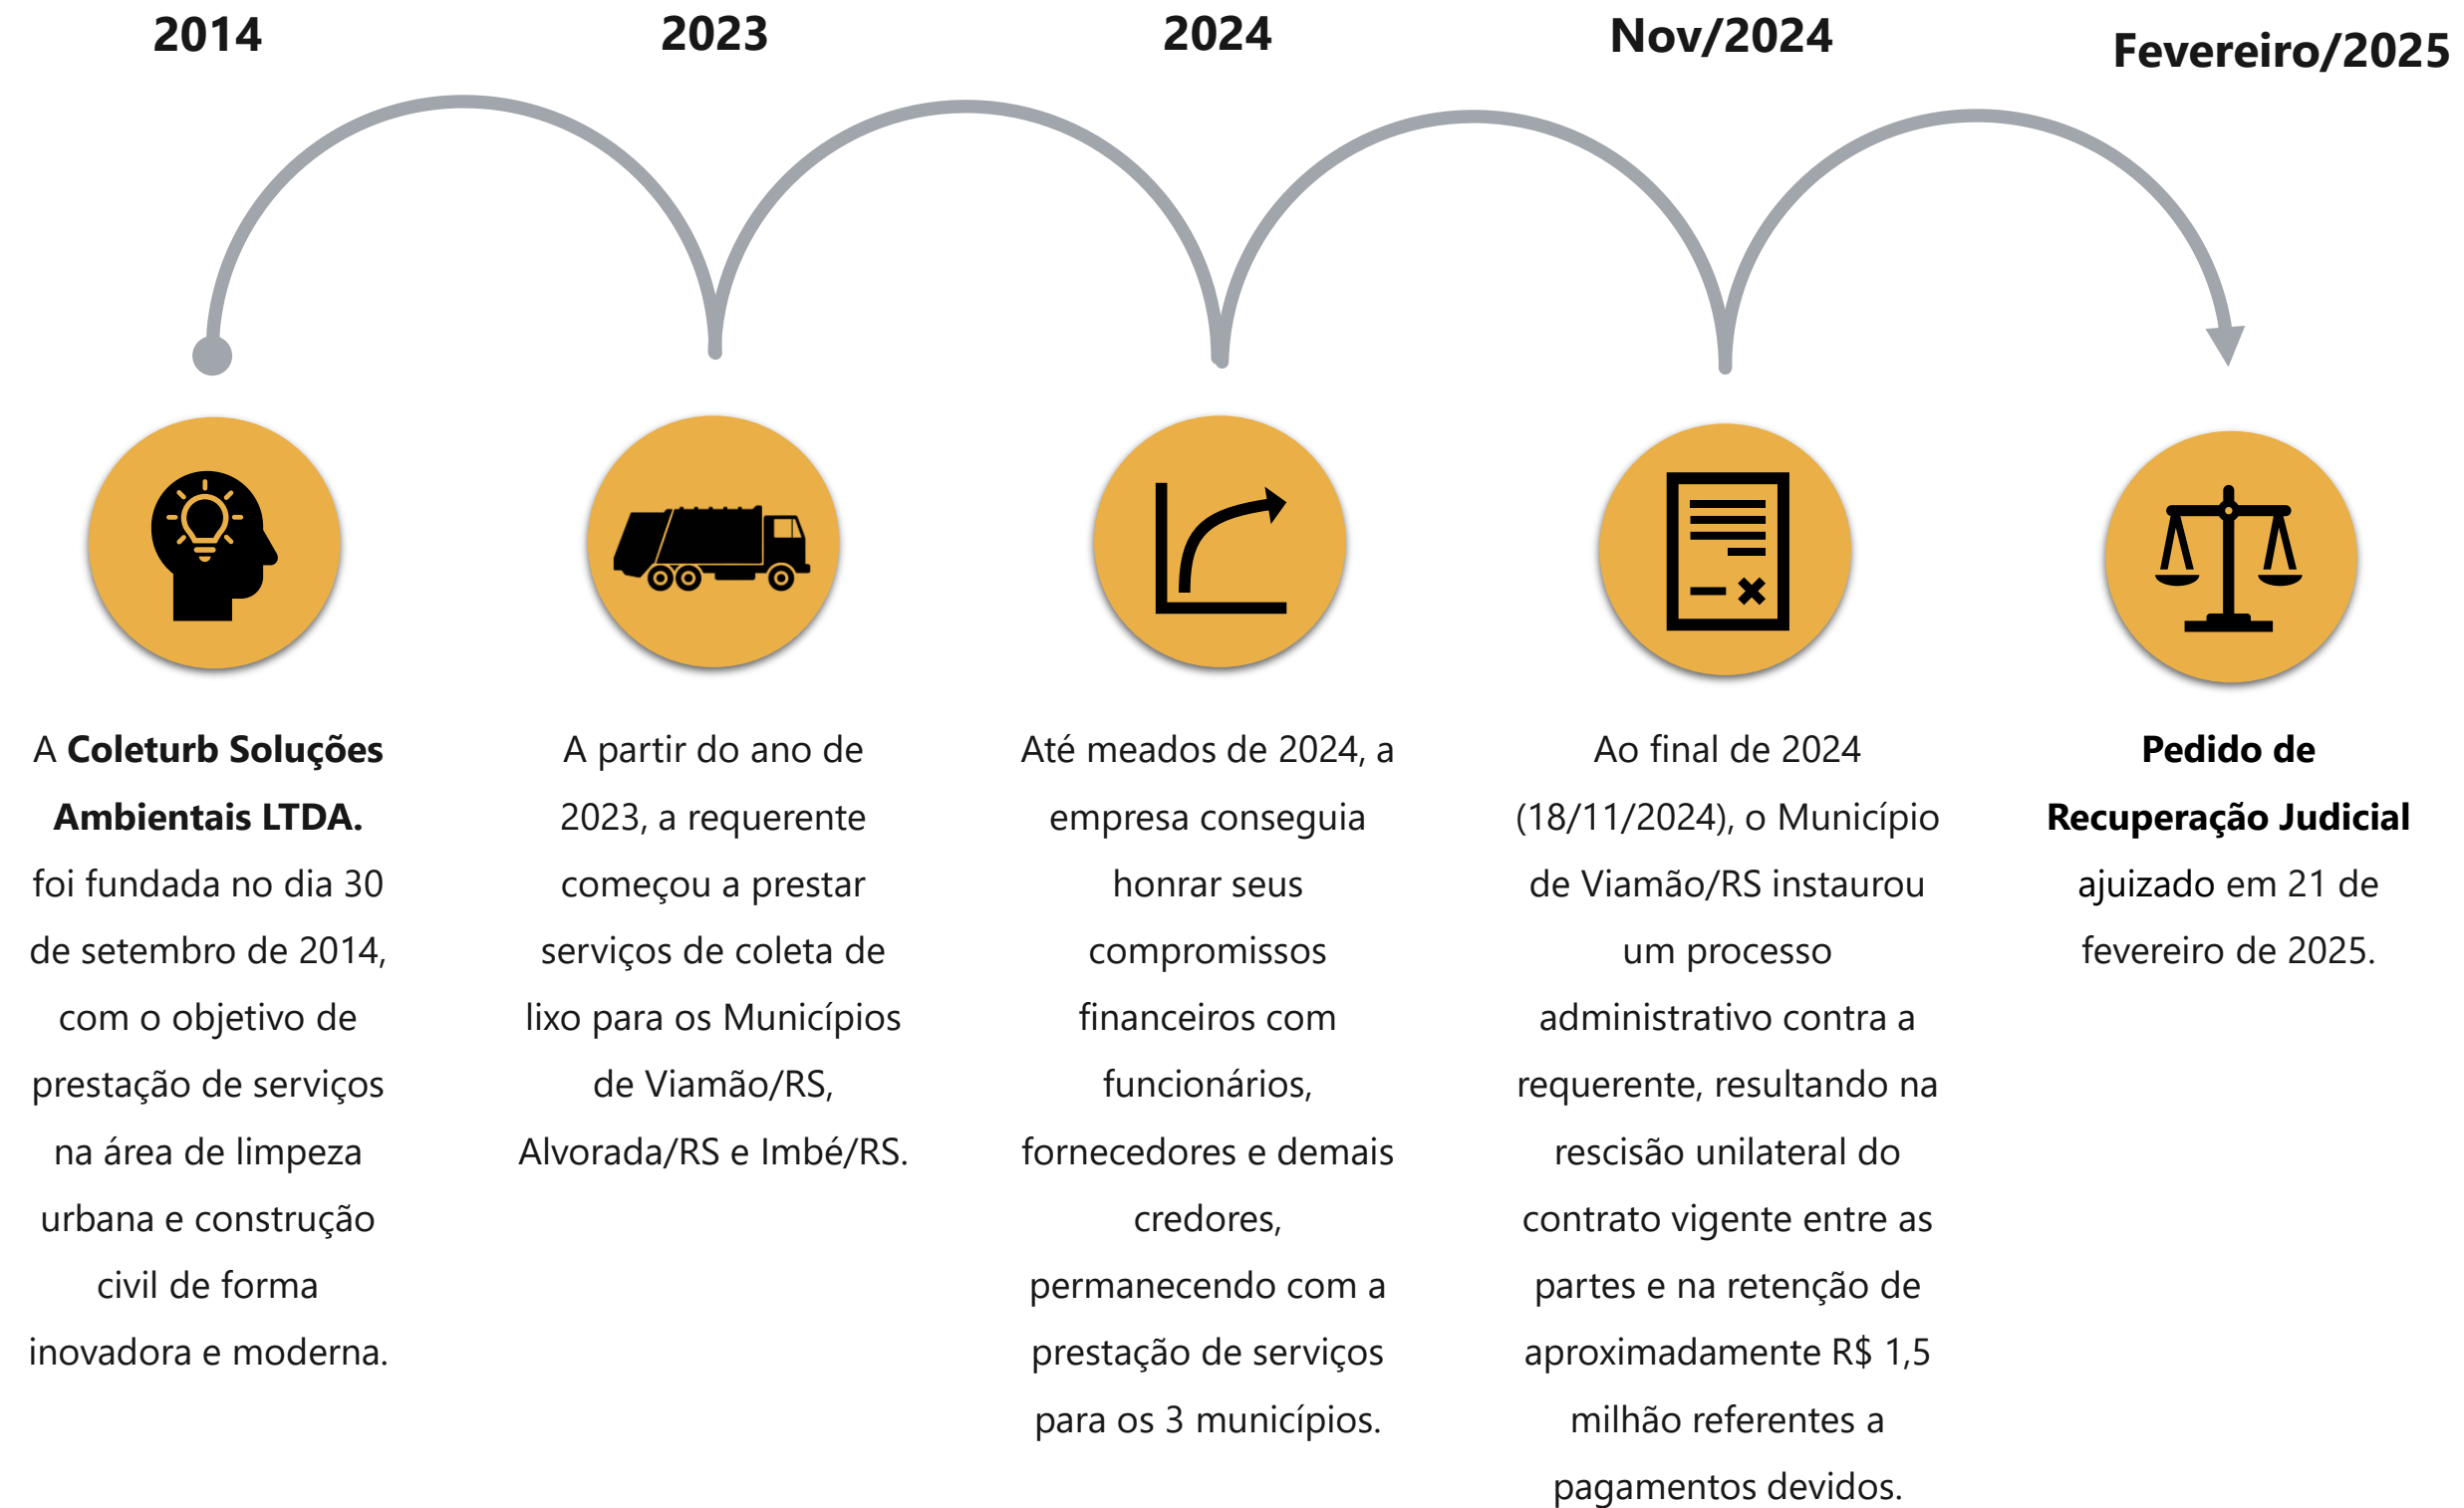 2014
2023
2024
Nov/2024
Fevereiro/2025
A Coleturb Soluções
Ambientais LTDA.
foi fundada no dia 30
de setembro de 2014,
com o objetivo de
prestação de serviços
na área de limpeza
urbana e construção
civil de forma
inovadora e moderna.
A partir do ano de
2023, a requerente
começou a prestar
serviços de coleta de
lixo para os Municípios
de Viamão/RS,
Alvorada/RS e Imbé/RS.
Até meados de 2024, a
empresa conseguia
honrar seus
compromissos
financeiros com
funcionários,
fornecedores e demais
credores,
permanecendo com a
prestação de serviços
para os 3 municípios.
Ao final de 2024
(18/11/2024), o Município
de Viamão/RS instaurou
um processo
administrativo contra a
requerente, resultando na
rescisão unilateral do
contrato vigente entre as
partes e na retenção de
aproximadamente R$ 1,5
milhão referentes a
pagamentos devidos.
Pedido de
Recuperação Judicial
ajuizado em 21 de
fevereiro de 2025.